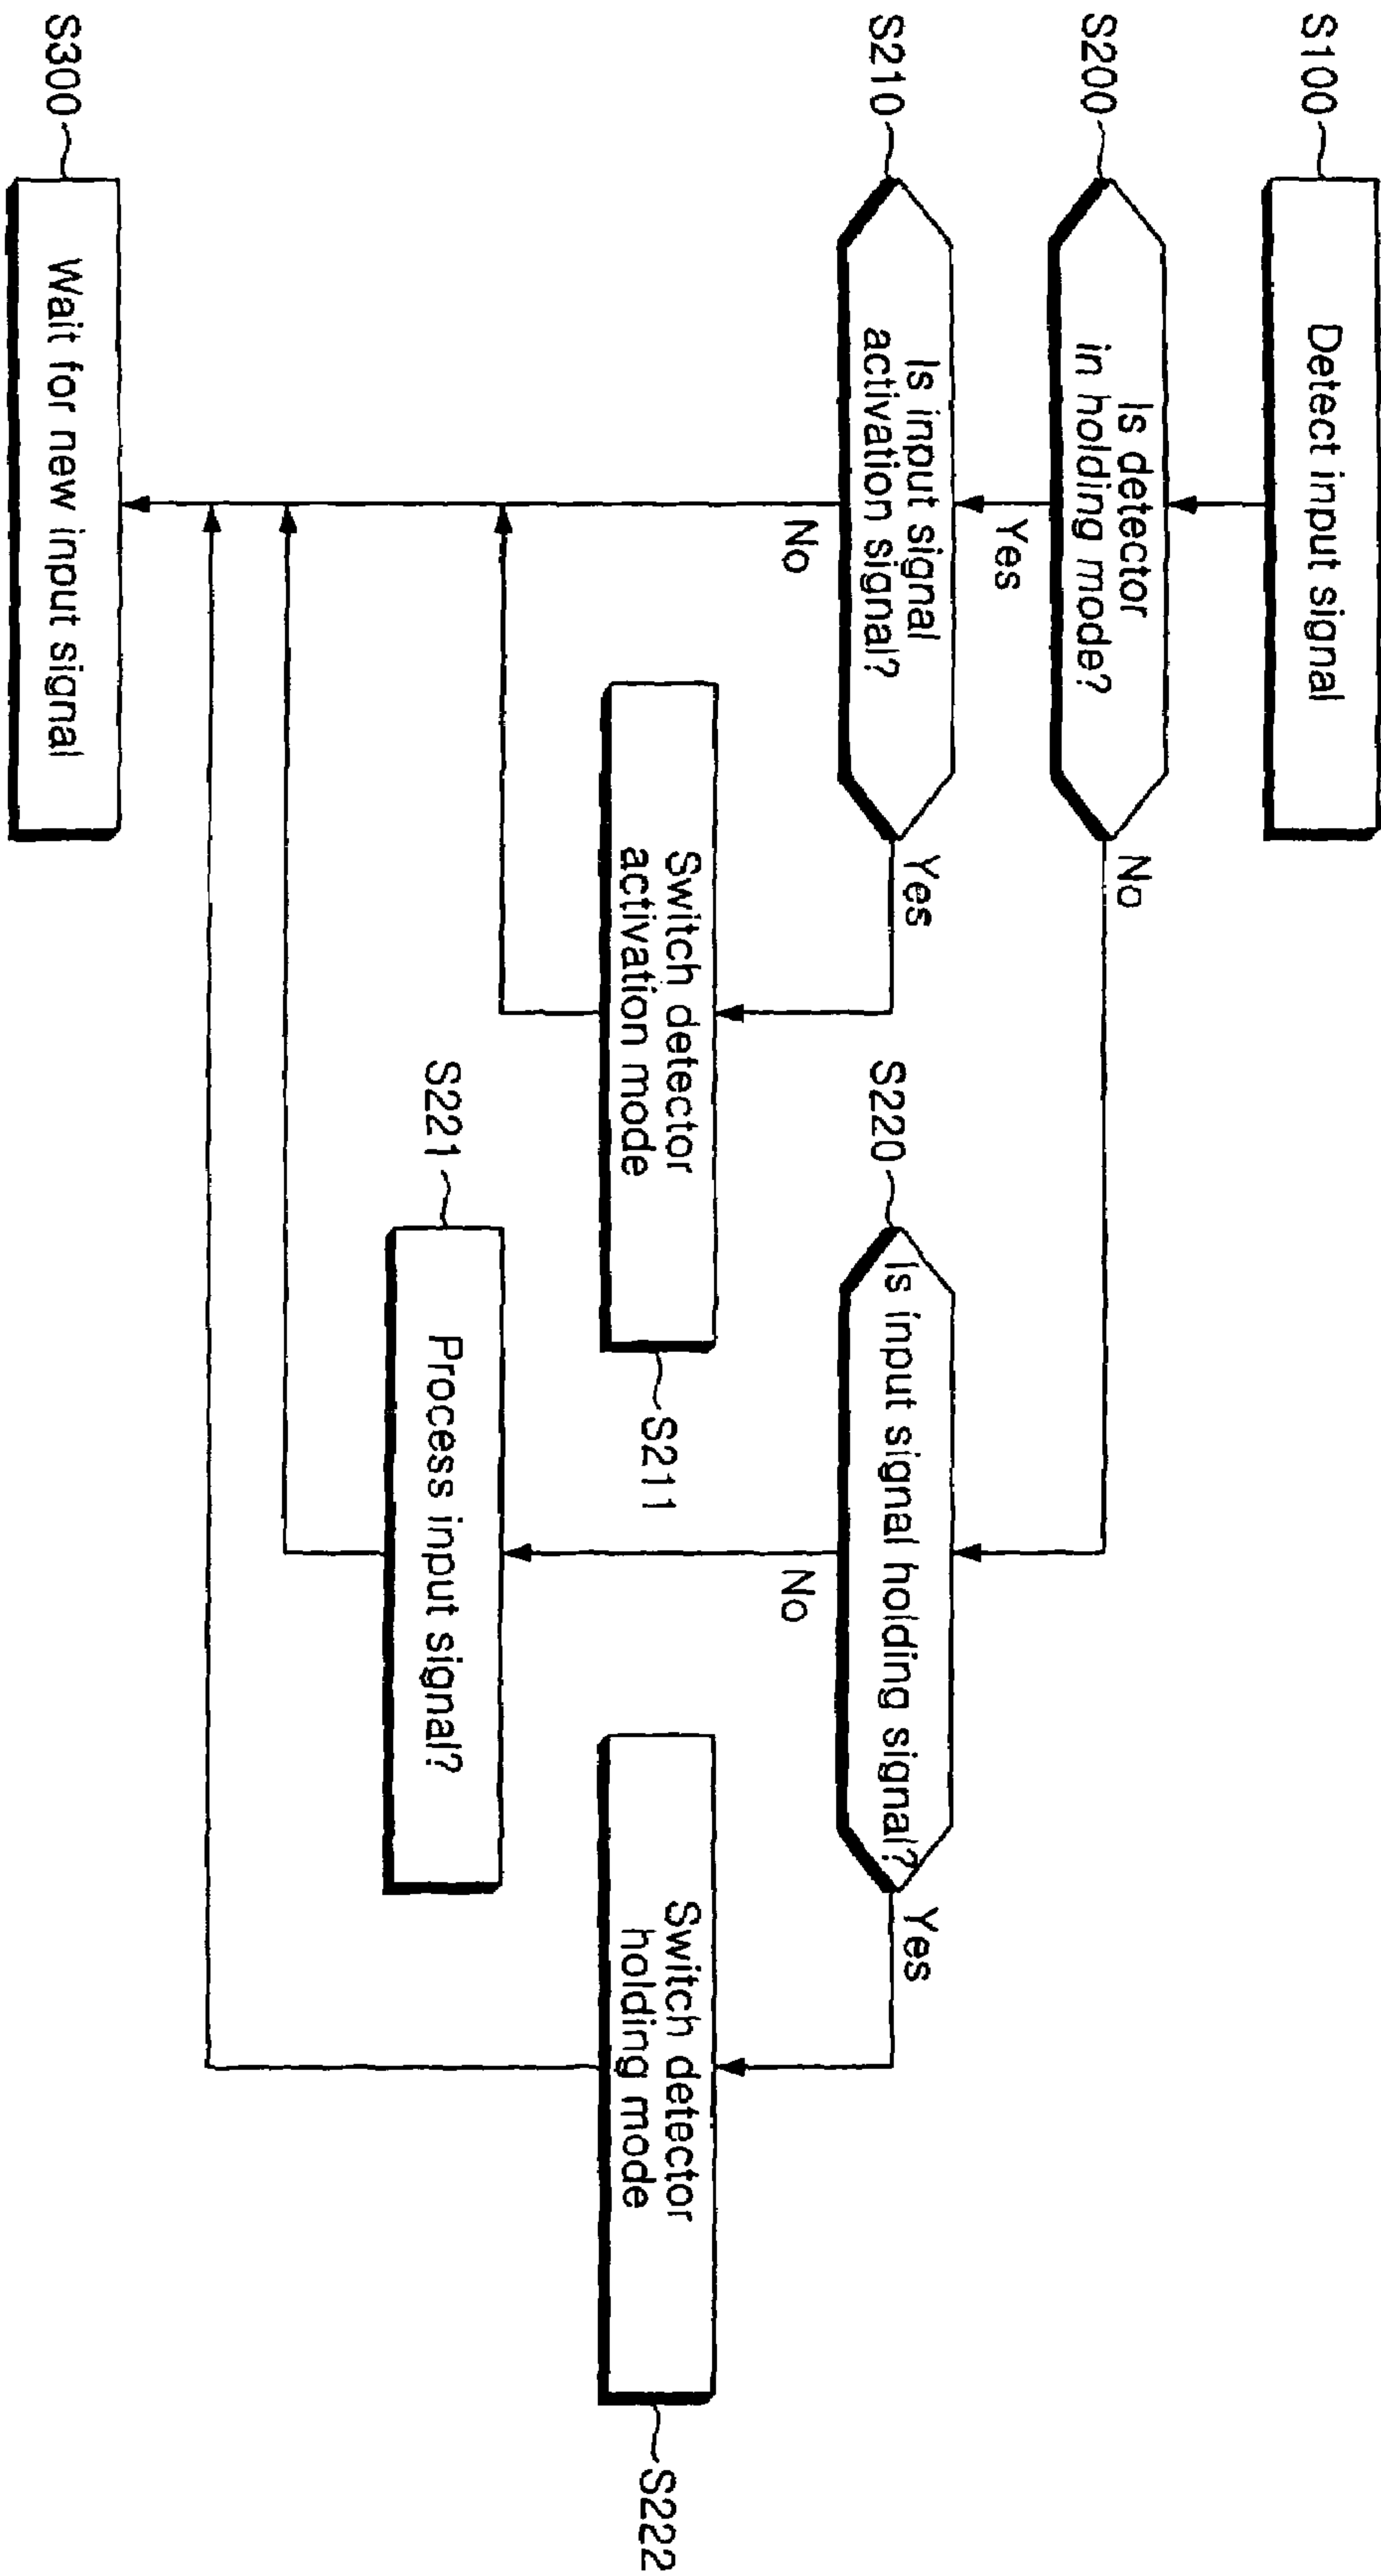 S100
Detect input signal
S200
Is detector
in holding mode?
No
Yes
S210
Is input signal
activation signal?
Yes
No
S220
Is input signal holding signal?
Yes
No
Switch detector
activation mode
S211
Switch detector
holding mode
S222
S221
Process input signal?
S300
Wait for new input signal